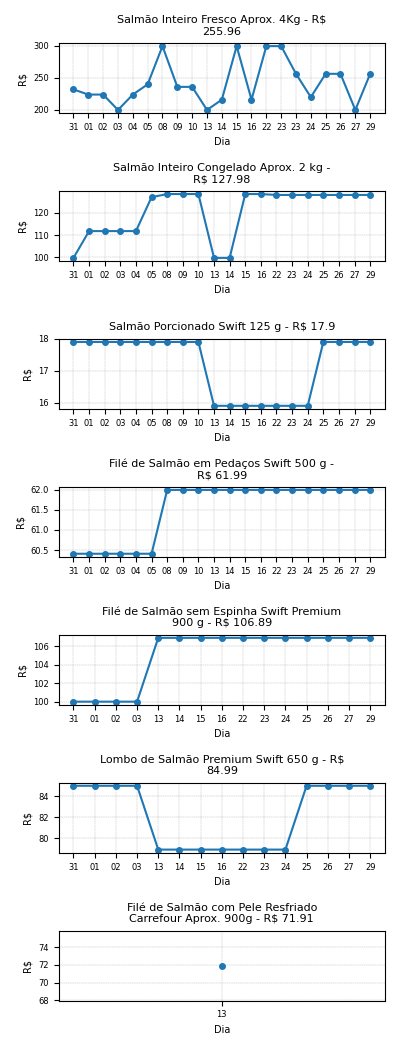 Salmão Inteiro Fresco Aprox. 4Kg - R$
255.96
300
250
200
R$
31 01 02 03 04 05 08 09 10 13 14 15 16 22 23 23 24 25 26 27 29
Dia
Salmão Inteiro Congelado Aprox. 2 kg -
R$ 127.98
120
110
100
R$
31 01 02 03 04 05 08 09 10 13 14 15 16 22 23 24 25 26 27 29
Dia
Salmão Porcionado Swift 125 g - R$ 17.9
18
17
16
R$
31 01 02 03 04 05 08 09 10 13 14 15 16 22 23 24 25 26 27 29
Dia
Filé de Salmão em Pedaços Swift 500 g -
R$ 61.99
62.0
61.5
61.0
60.5
R$
31 01 02 03 04 05 08 09 10 13 14 15 16 22 23 24 25 26 27 29
Dia
Filé de Salmão sem Espinha Swift Premium
900 g - R$ 106.89
106
104
102
100
R$
31 01 02 03 13 14 15 16 22 23 24 25 26 27 29
Dia
Lombo de Salmão Premium Swift 650 g - R$
84.99
84
82
80
R$
31 01 02 03 13 14 15 16 22 23 24 25 26 27 29
Dia
Filé de Salmão com Pele Resfriado
Carrefour Aprox. 900g - R$ 71.91
74
72
70
68
R$
13
Dia